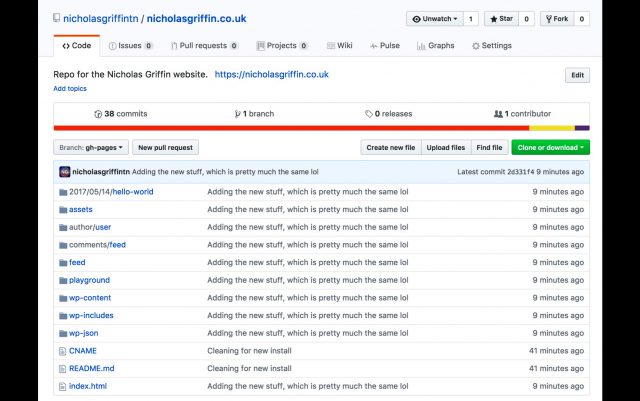 nicholasgriffintn / nicholasgriffin.co.uk Unwatch 1 Star 0 Fork 0
Code Issues 0 Pull requests 0 Projects 0 Wiki Pulse Graphs Settings
Repo for the Nicholas Griffin website. https://nicholasgriffin.co.uk Edit
Add topics
38 commits 1 branch 0 releases 1 contributor
Branch: gh-pages New pull request Create new file Upload files Find file Clone or download
nicholasgriffintn Adding the new stuff, which is pretty much the same lol Latest commit 2d331f4 9 minutes ago
2017/05/14/hello-world Adding the new stuff, which is pretty much the same lol 9 minutes ago
assets Adding the new stuff, which is pretty much the same lol 9 minutes ago
author/user Adding the new stuff, which is pretty much the same lol 9 minutes ago
comments/feed Adding the new stuff, which is pretty much the same lol 9 minutes ago
feed Adding the new stuff, which is pretty much the same lol 9 minutes ago
playground Adding the new stuff, which is pretty much the same lol 9 minutes ago
wp-content Adding the new stuff, which is pretty much the same lol 9 minutes ago
wp-includes Adding the new stuff, which is pretty much the same lol 9 minutes ago
wp-json Adding the new stuff, which is pretty much the same lol 9 minutes ago
CNAME Cleaning for new install 41 minutes ago
README.md Cleaning for new install 41 minutes ago
index.html Adding the new stuff, which is pretty much the same lol 9 minutes ago